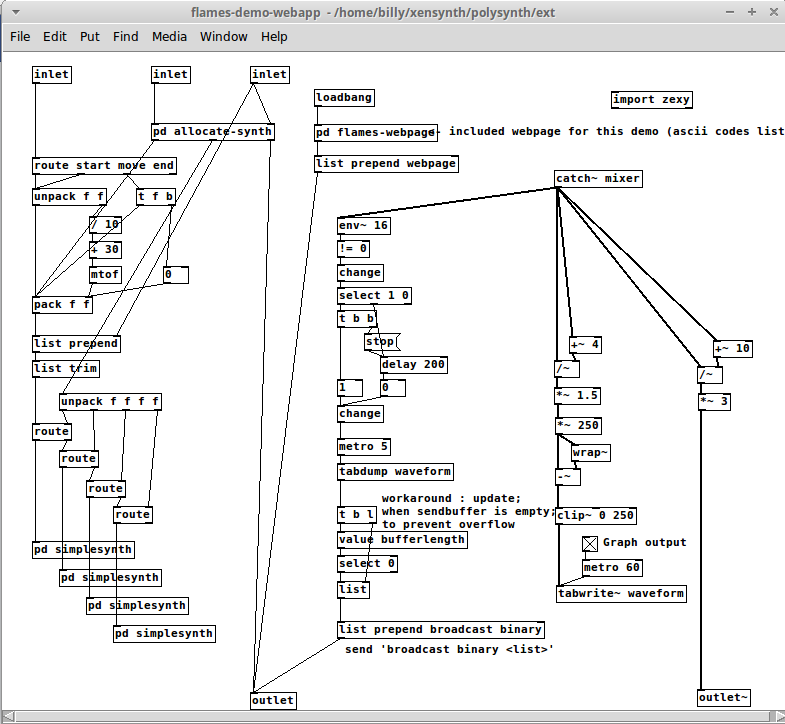 flames-demo-webapp - /home/billy/xensynth/polysynth/ext
File Edit Put Find Media Window Help
inlet
inlet
inlet
loadbang
import zexy
pd allocate-synth
pd flames-webpage
<- included webpage for this demo (ascii codes list
route start move end
list prepend webpage
catch~ mixer
unpack f f
t f b
/ 10
env~ 16
+ 30
!= 0
mtof
0
change
pack f f
select 1 0
t b b
list prepend
stop
+~ 4
+~ 10
list trim
delay 200
/~
/~
unpack f f f f
1
0
*~ 1.5
*~ 3
change
route
*~ 250
metro 5
route
wrap~
tabdump waveform
-~
route
workaround : update;
when sendbuffer is empty;
to prevent overflow
route
t b l
clip~ 0 250
value bufferlength
Graph output
pd simplesynth
select 0
metro 60
pd simplesynth
list
tabwrite~ waveform
pd simplesynth
pd simplesynth
list prepend broadcast binary
send 'broadcast binary <list>'
outlet
outlet~